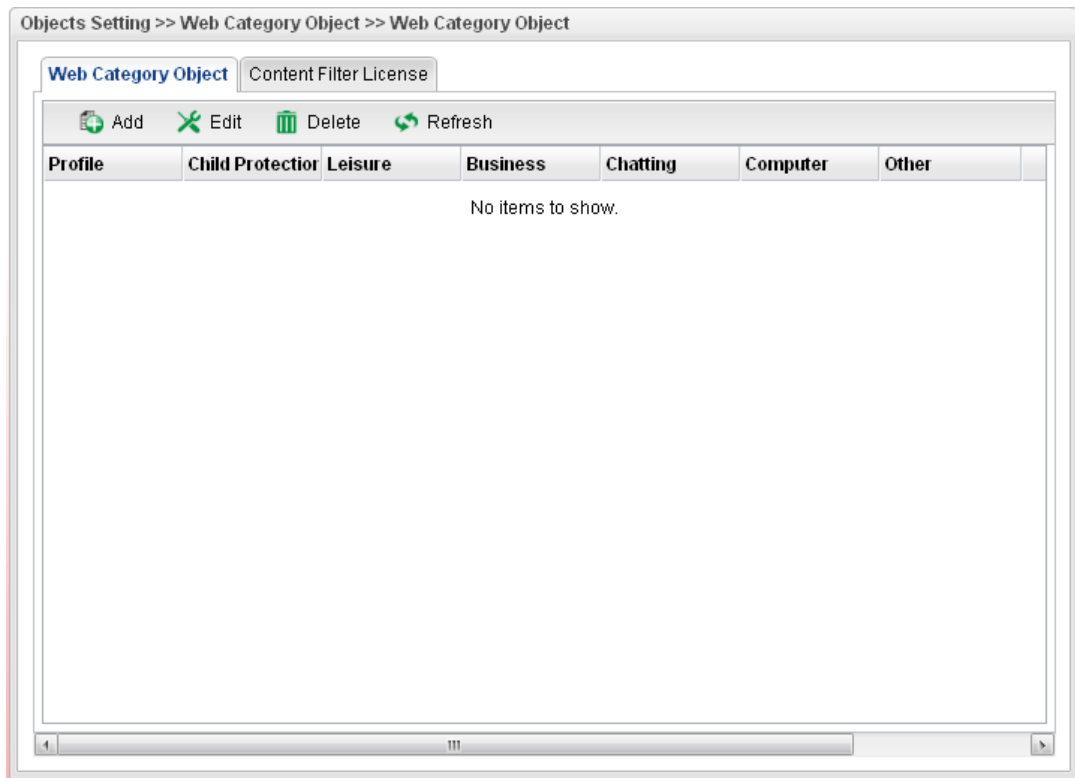 Objects Setting >> Web Category Object >> Web Category Object
Web Category Object Content Filter License
Add Edit Delete Refresh
Profile Child Protection Leisure Business Chatting Computer Other
No items to show.